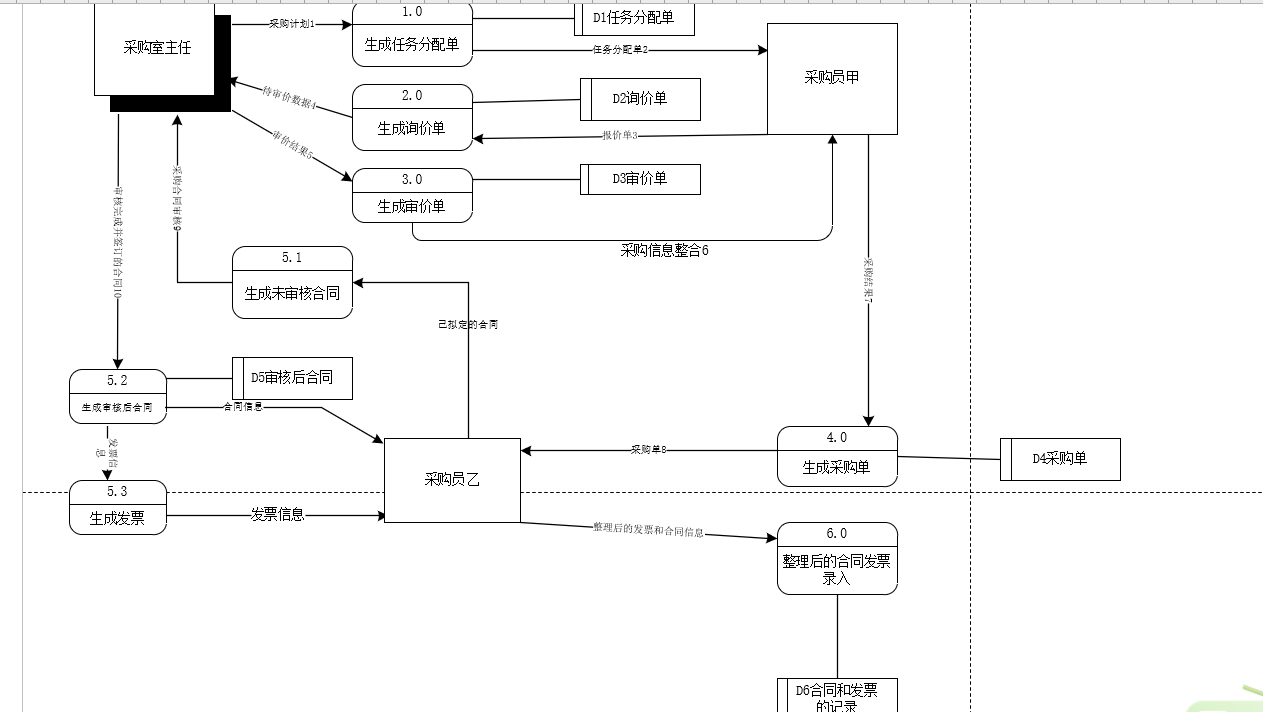 1.0
D1任务分配单
采购室主任
采购计划1
生成任务分配单
任务分配单2
采购员甲
待审价数据4
2.0
D2询价单
生成询价单
报价单3
审价结果5
3.0
D3审价单
生成审价单
采购信息整合6
采购合同审核9
审核完成并签订的合同10
5.1
生成未审核合同
采购结果7
已拟定的合同
5.2
D5审核后合同
生成审核后合同
合同信息
发票信
息
采购员乙
采购单8
4.0
生成采购单
D4采购单
5.3
生成发票
发票信息
整理后的发票和合同信息
6.0
整理后的合同发票
录入
D6合同和发票
的记录